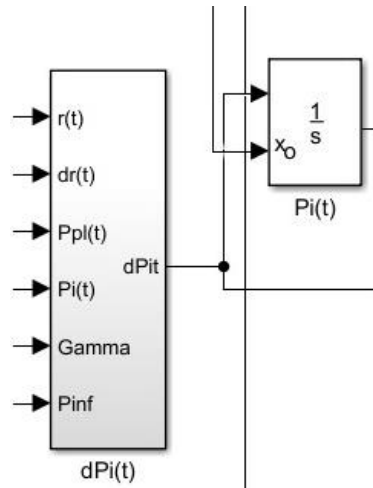 r(t)
dr(t)
Ppl(t)
Pi(t)
Gamma
Pinf
dPit
dPi(t)
1
s
xo
Pi(t)